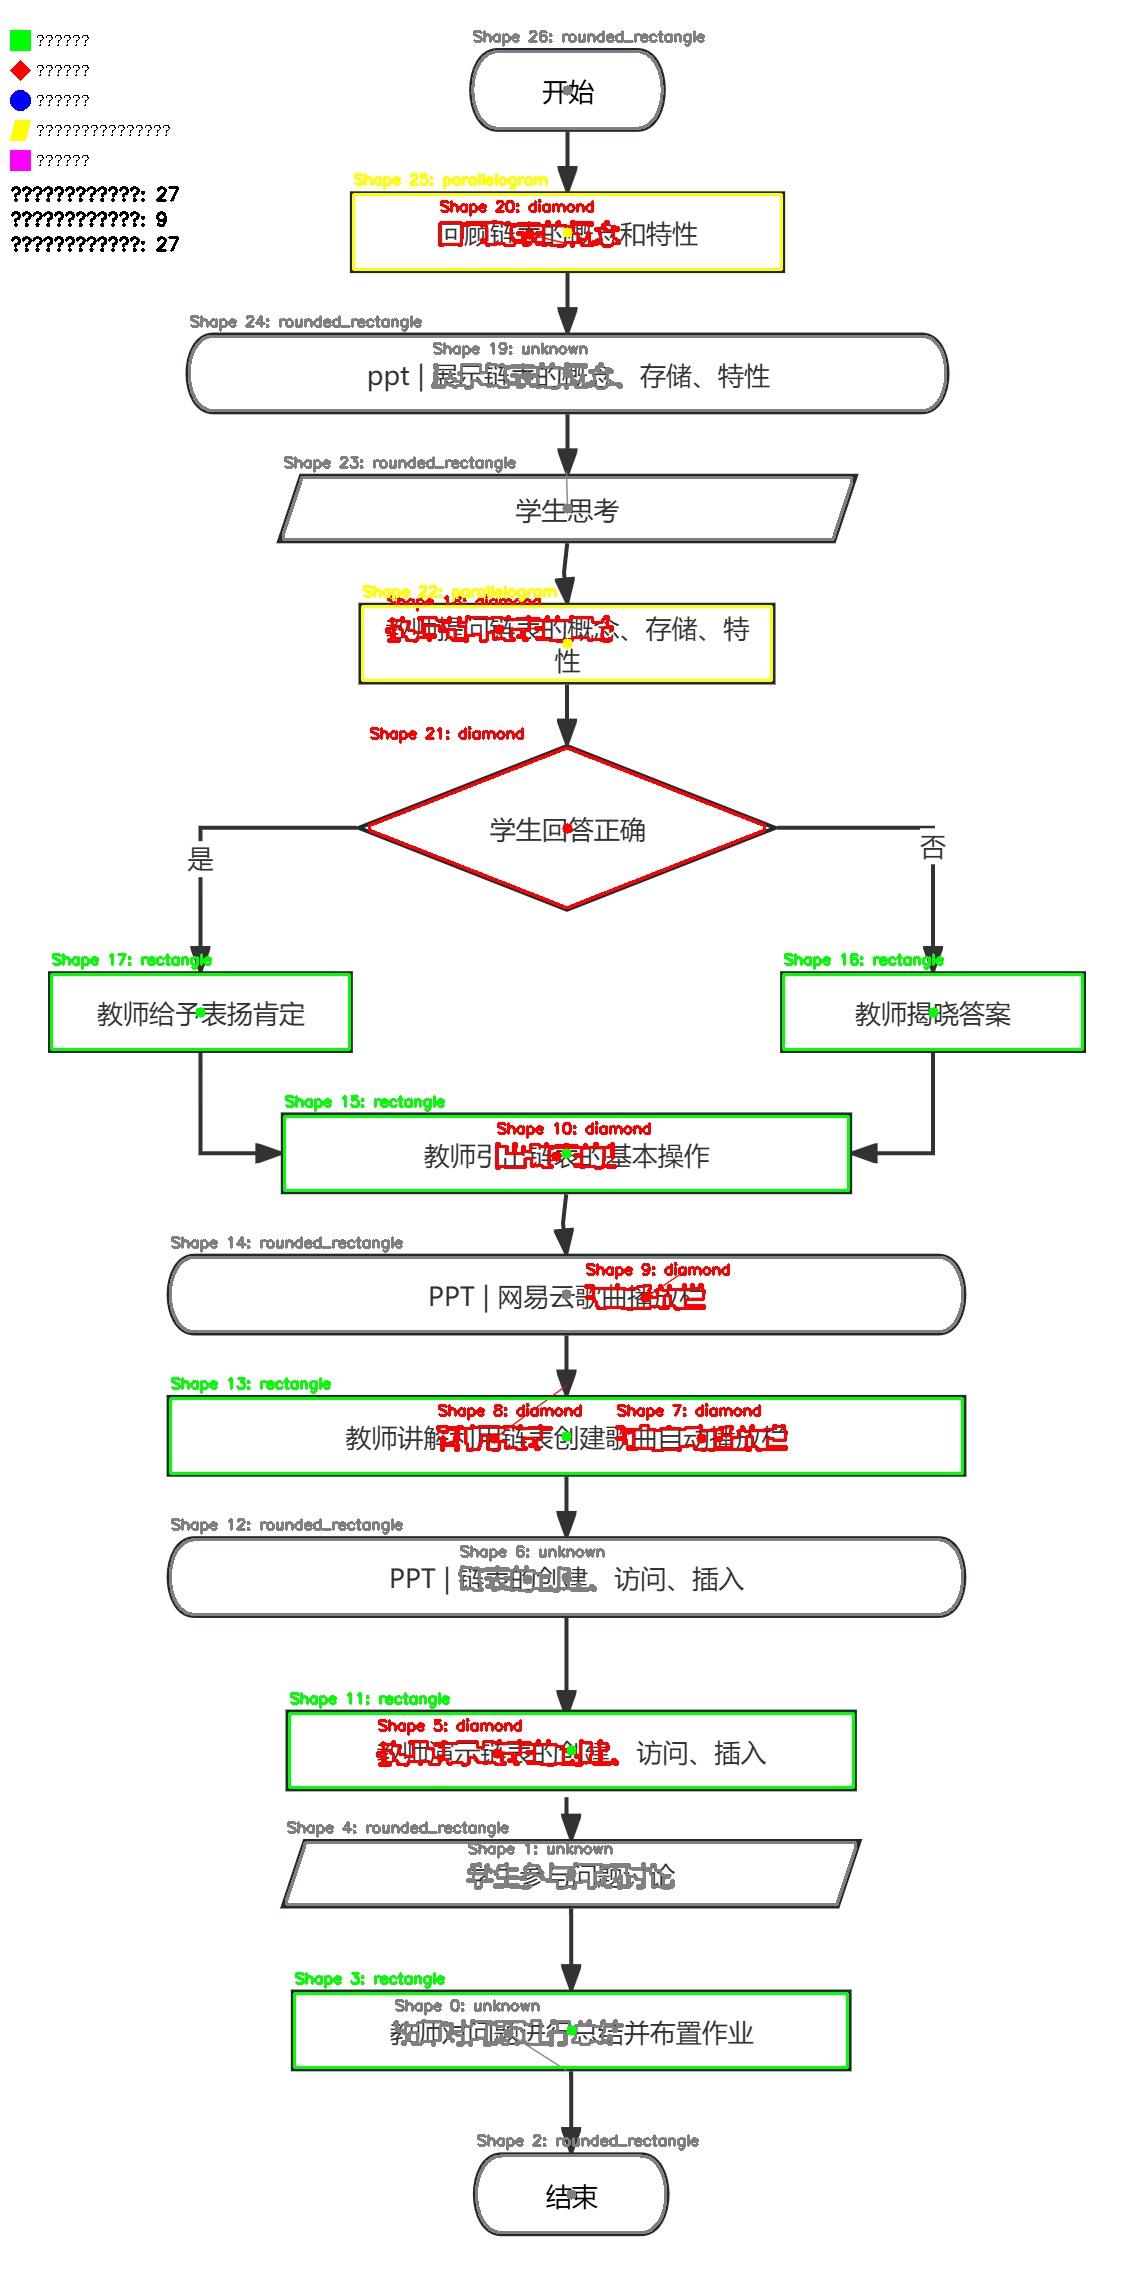 ??????
??????
??????
???????????????
??????
????????????: 27
????????????: 9
????????????: 27
Shape 26: rounded_rectangle
开始
Shape 25: parallelogram
Shape 20: diamond
回顾链表的概念和特性
Shape 24: rounded_rectangle
Shape 19: unknown
ppt | 展示链表的概念、存储、特性
Shape 23: rounded_rectangle
学生思考
Shape 22: parallelogram
Shape 18: diamond
教师提问链表的概念、存储、特
性
Shape 21: diamond
学生回答正确
是
否
Shape 17: rectangle
教师给予表扬肯定
Shape 16: rectangle
教师揭晓答案
Shape 15: rectangle
Shape 10: diamond
教师引出链表的基本操作
Shape 14: rounded_rectangle
Shape 9: diamond
PPT | 网易云歌曲播放栏
Shape 13: rectangle
Shape 8: diamond
Shape 7: diamond
教师讲解利用链表创建歌曲自动播放栏
Shape 12: rounded_rectangle
Shape 6: unknown
PPT | 链表的创建、访问、插入
Shape 11: rectangle
Shape 5: diamond
教师演示链表的创建、访问、插入
Shape 4: rounded_rectangle
Shape 1: unknown
学生参与问题讨论
Shape 3: rectangle
Shape 0: unknown
教师对问题进行总结并布置作业
Shape 2: rounded_rectangle
结束